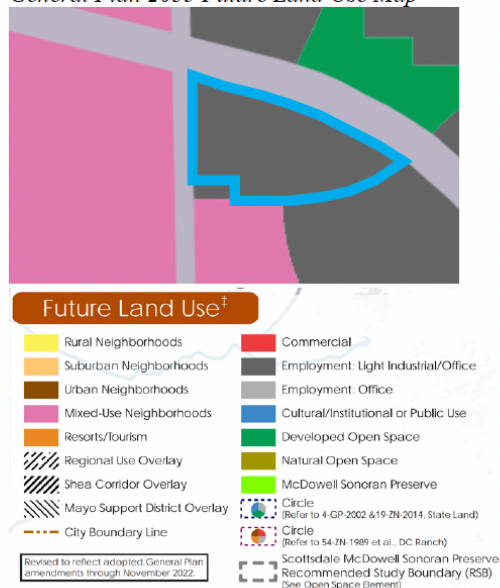 General Plan 2035 Future Land Use Map
Future Land Use‡
Rural Neighborhoods
Suburban Neighborhoods
Urban Neighborhoods
Mixed-Use Neighborhoods
Resorts/Tourism
Regional Use Overlay
Shea Corridor Overlay
Mayo Support District Overlay
City Boundary Line
Revised to reflect adopted General Plan
amendments through November 2022.
Commercial
Employment: Light Industrial/Office
Employment: Office
Cultural/Institutional or Public Use
Developed Open Space
Natural Open Space
McDowell Sonoran Preserve
Circle
(Refer to 4-GP-2002 &19-ZN-2014, State Land)
Circle
(Refer to 54-ZN-1989 et al., DC Ranch)
Scottsdale McDowell Sonoran Preserve
Recommended Study Boundary (RSB)
(See Open Space Element)